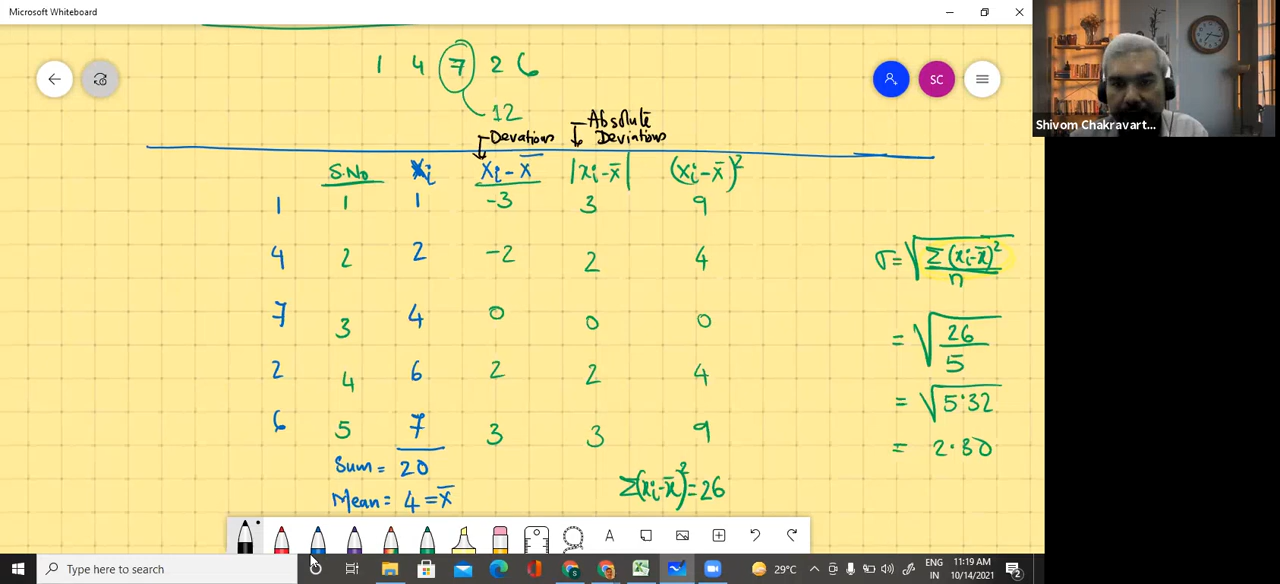 Microsoft Whiteboard
1 4 7 2 6
12
Absolute
Devations Deviations
S.No xi xi - x̄ |xi - x̄| (xi - x̄)²
1 1 1 -3 3 9
4 2 2 -2 2 4
7 3 4 0 0 0
2 4 6 2 2 4
6 5 7 3 3 9
Sum = 20
Mean = 4 = x̄
Σ(xi - x̄)² = 26
σ = √(Σ(xi - x̄)² / n)
= √(26 / 5)
= √5.32
= 2.30
SC
Shivom Chakravart...
A
Type here to search
29°C
ENG
IN
11:19 AM
10/14/2021
2